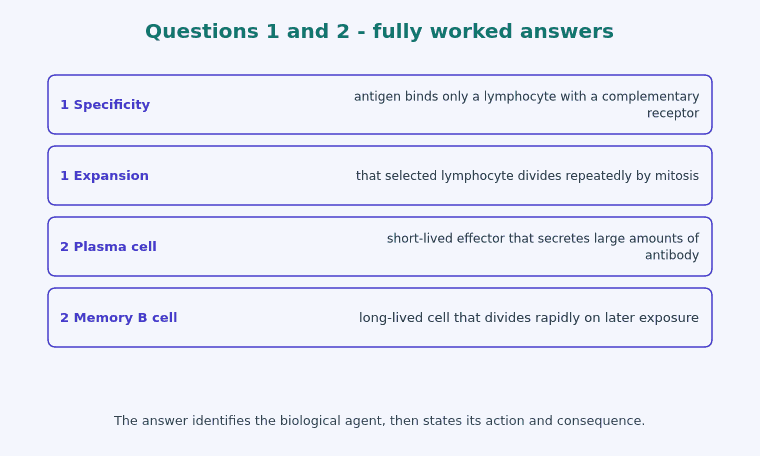 Questions 1 and 2 - fully worked answers
1 Specificity
antigen binds only a lymphocyte with a complementary
receptor
1 Expansion
that selected lymphocyte divides repeatedly by mitosis
2 Plasma cell
short-lived effector that secretes large amounts of
antibody
2 Memory B cell
long-lived cell that divides rapidly on later exposure
The answer identifies the biological agent, then states its action and consequence.